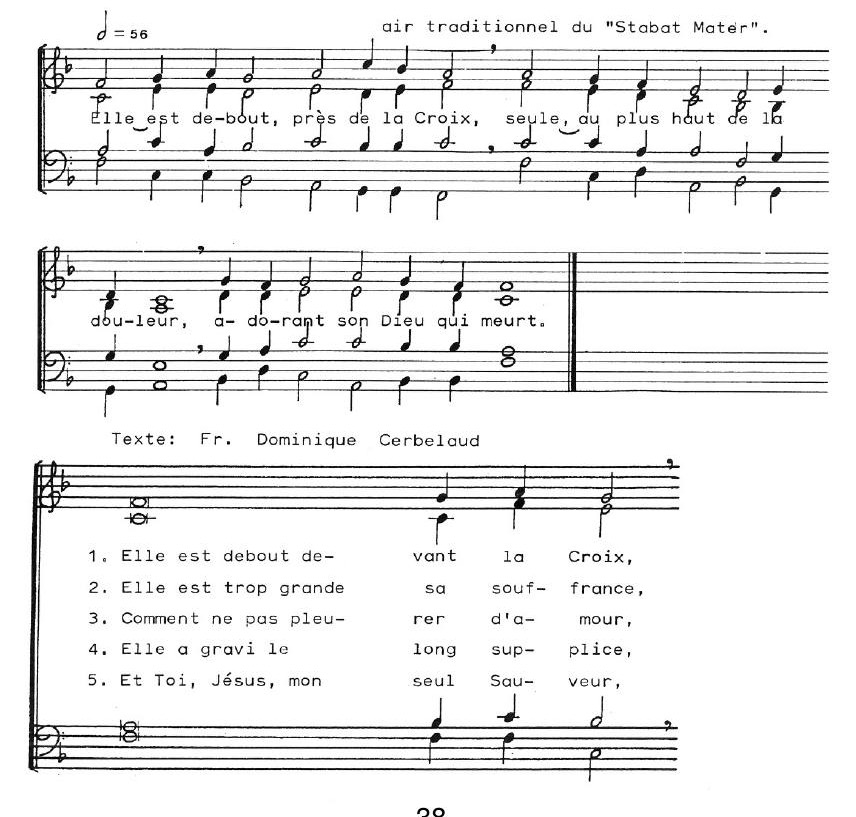 = 56
air traditionnel du "Stabat Mater".
Elle est de-bout, près de la Croix, seule, au plus haut de la
dou-leur, a- do-rant son Dieu qui meurt.
Texte: Fr. Dominique Cerbelaud
1. Elle est debout de- vant la Croix,
2. Elle est trop grande sa souf- france,
3. Comment ne pas pleu- rer d'a- mour,
4. Elle a gravi le long sup- plice,
5. Et Toi, Jésus, mon seul Sau- veur,
38